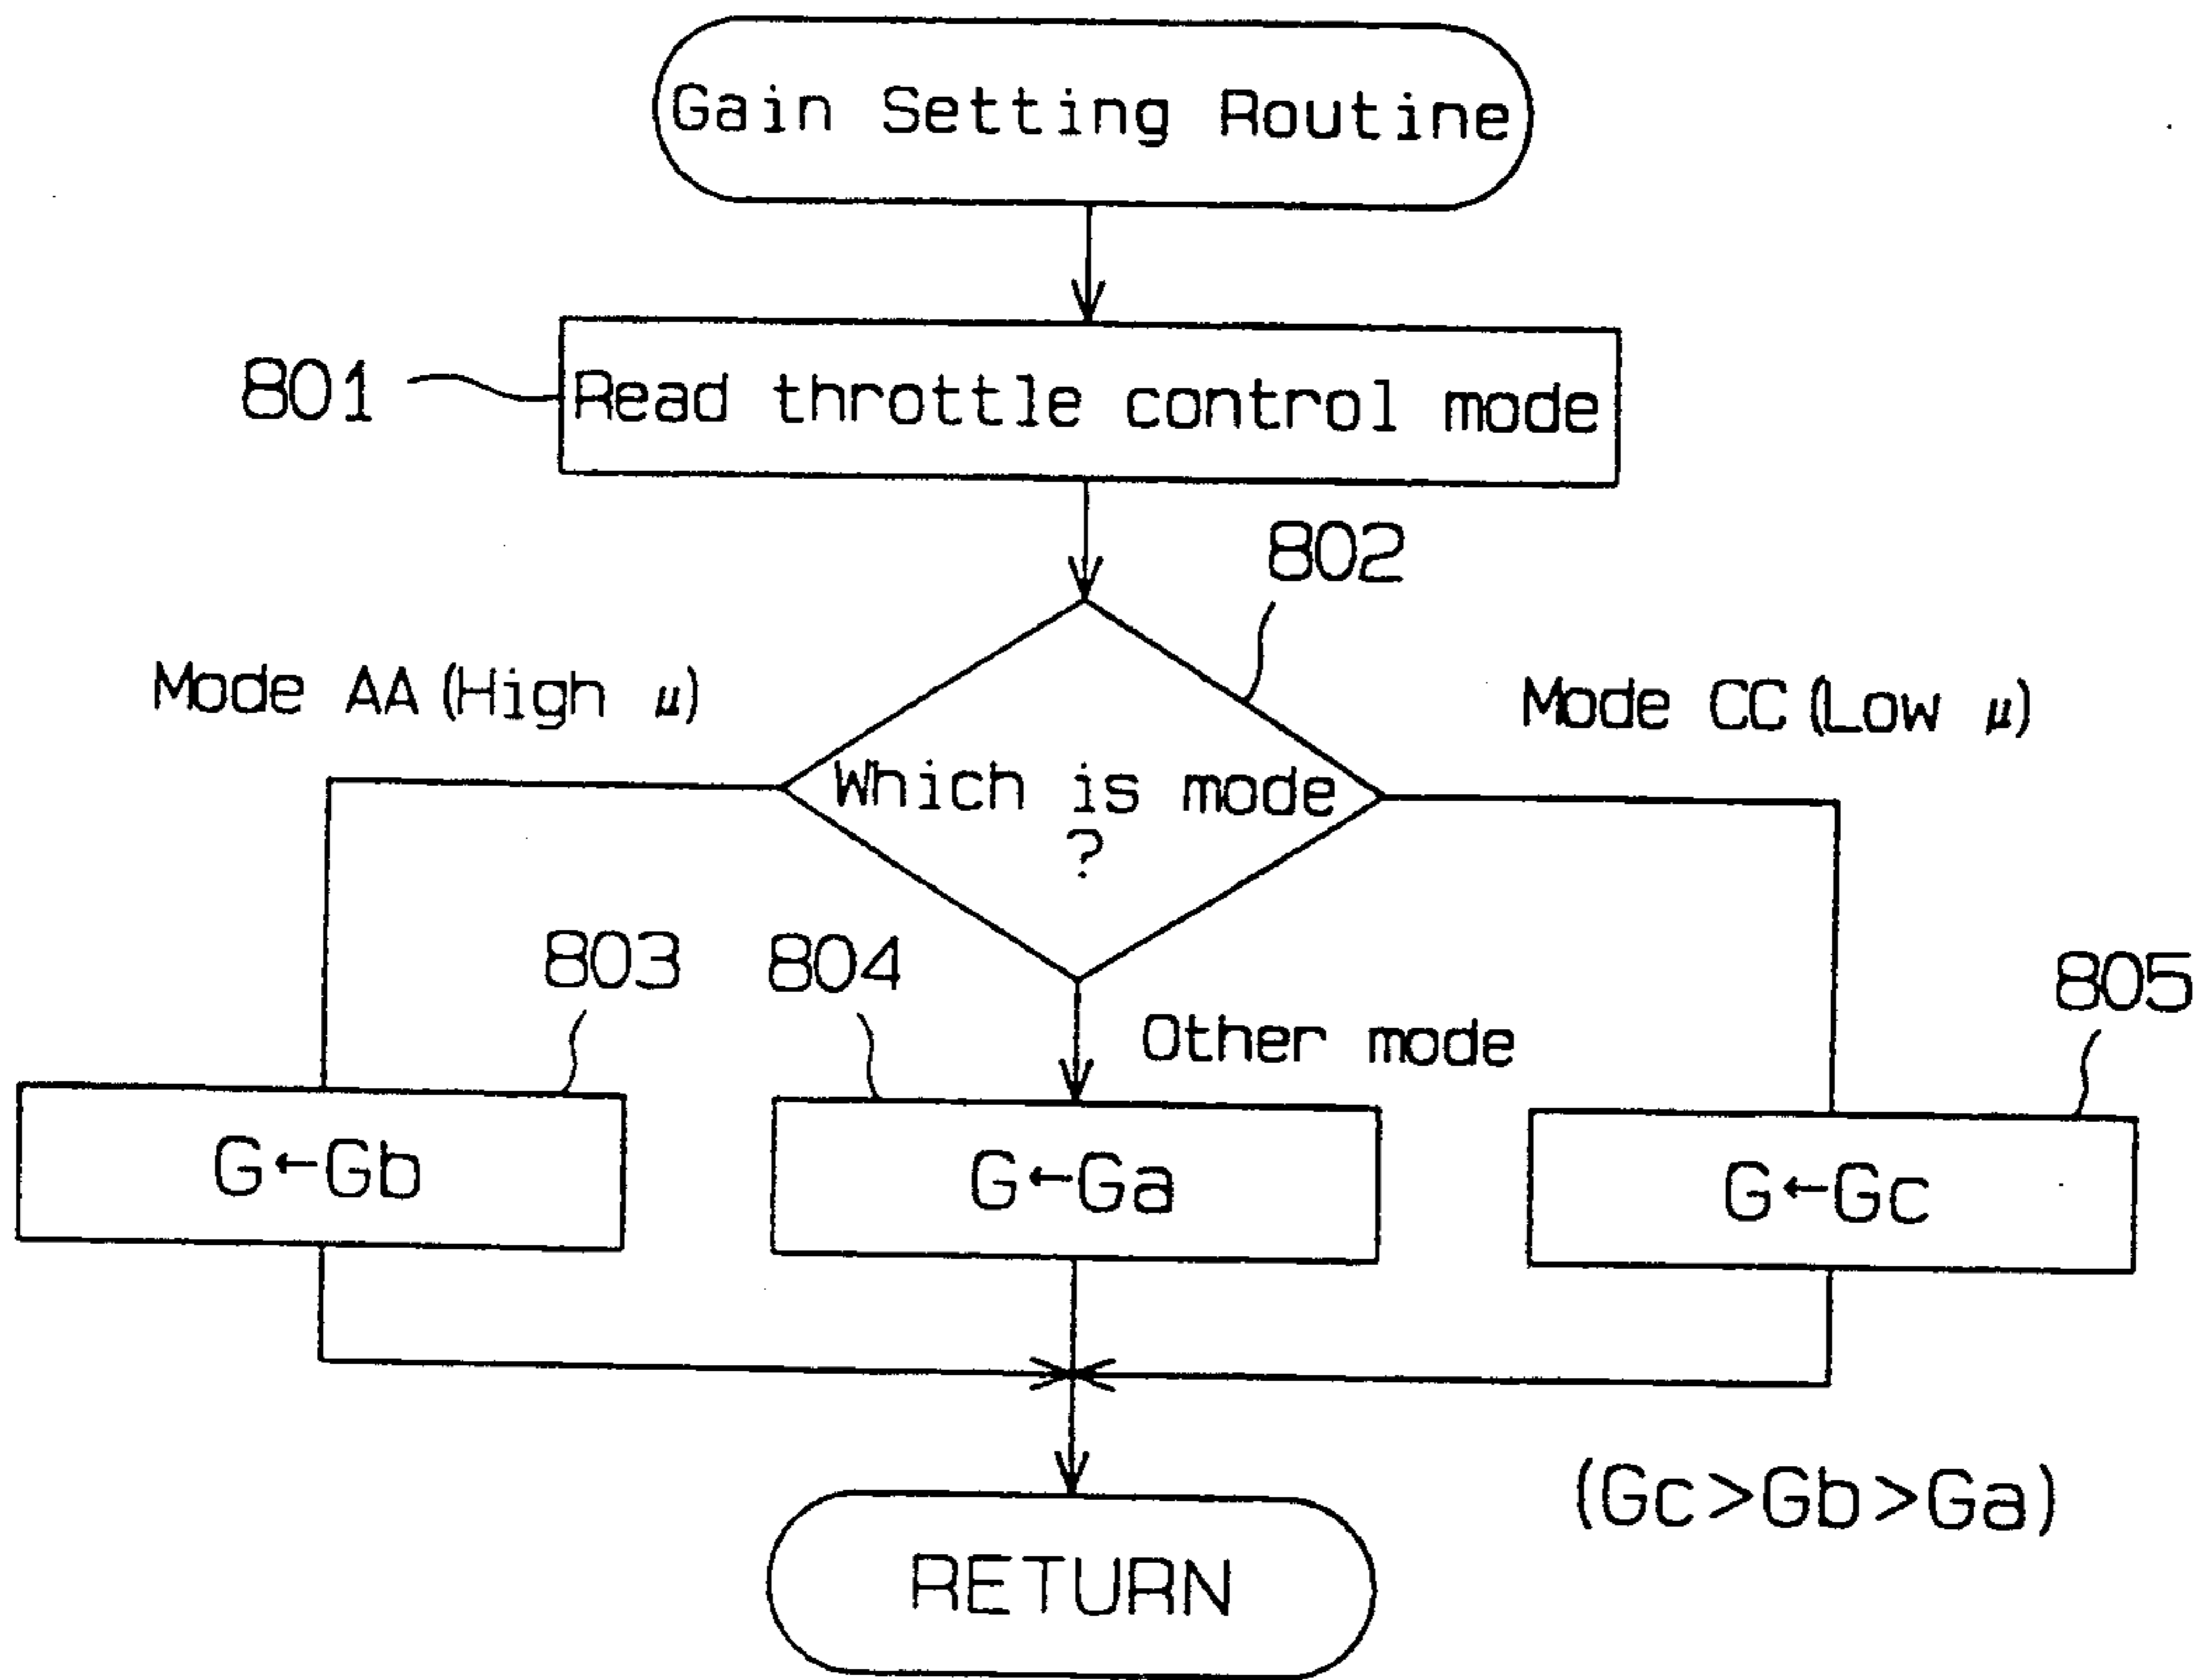 Gain Setting Routine
801
Read throttle control mode
802
Mode AA (High μ)
Mode CC (Low μ)
Which is mode
?
803
804
Other mode
805
G←Gb
G←Ga
G←Gc
(Gc>Gb>Ga)
RETURN